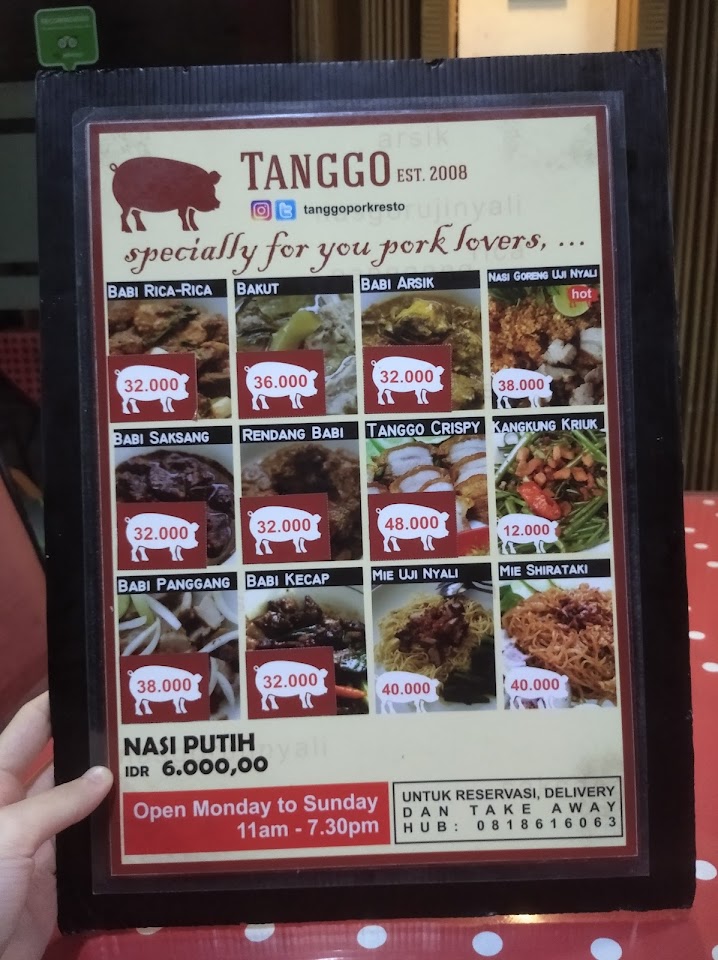 RECOMMENDED
TANGGO EST. 2008
tanggoporkresto
specially for you pork lovers, ...
BABI RICA-RICA
32.000
BAKUT
36.000
BABI ARSIK
32.000
NASI GORENG UJI NYALI
hot
38.000
BABI SAKSANG
32.000
RENDANG BABI
32.000
TANGGO CRISPY
48.000
KANGKUNG KRIUK
12.000
BABI PANGGANG
38.000
BABI KECAP
32.000
MIE UJI NYALI
40.000
MIE SHIRATAKI
40.000
NASI PUTIH
IDR 6.000,00
Open Monday to Sunday
11am - 7.30pm
UNTUK RESERVASI, DELIVERY
DAN TAKE AWAY
HUB: 0818616063